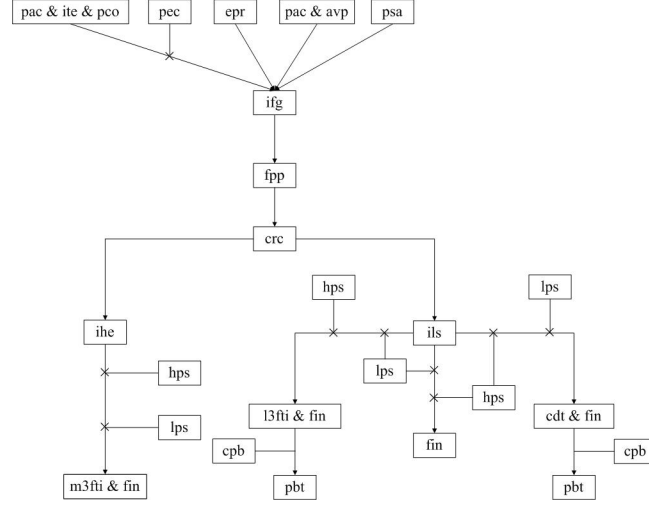 pac & ite & pco
pec
epr
pac & avp
psa
ifg
fpp
crc
hps
lps
ihe
ils
hps
lps
hps
l3fti & fin
cdt & fin
lps
fin
cpb
cpb
m3fti & fin
pbt
pbt